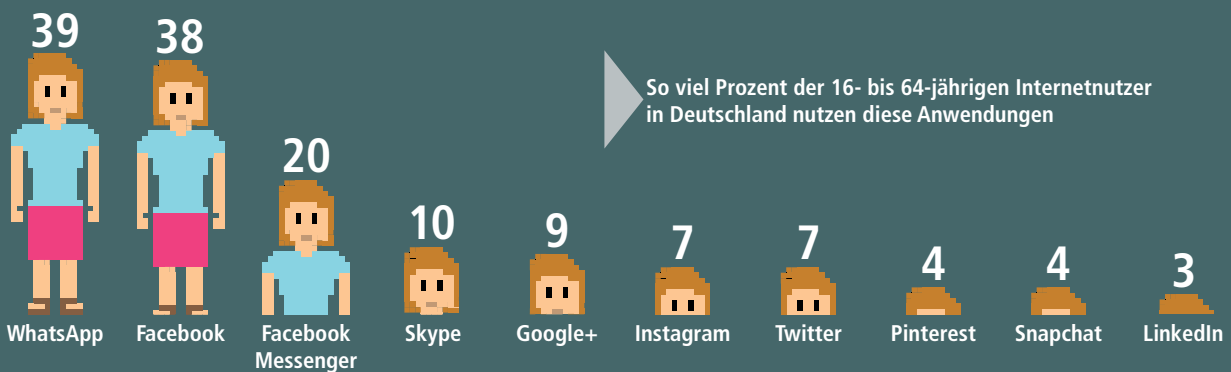 39
38
So viel Prozent der 16- bis 64-jährigen Internetnutzer
in Deutschland nutzen diese Anwendungen
20
10
9
7
7
4
4
3
WhatsApp
Facebook
Facebook
Messenger
Skype
Google+
Instagram
Twitter
Pinterest
Snapchat
LinkedIn